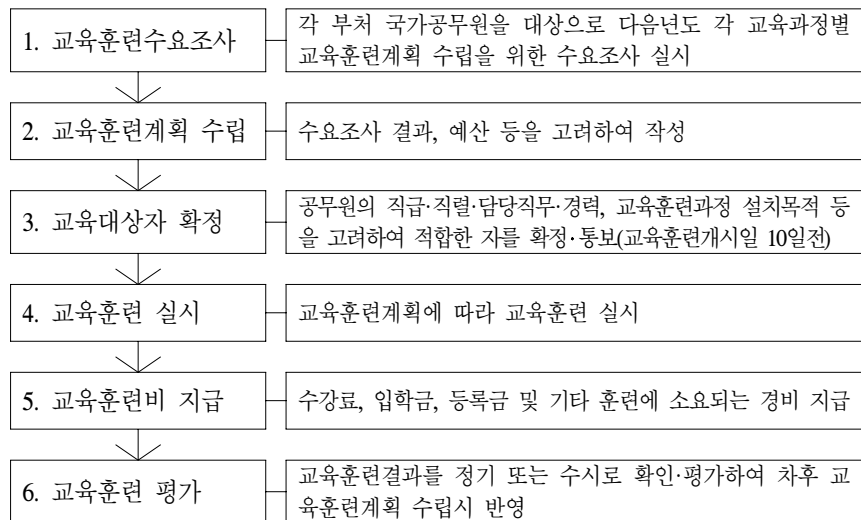 1. 교육훈련수요조사
각 부처 국가공무원을 대상으로 다음년도 각 교육과정별
교육훈련계획 수립을 위한 수요조사 실시
2. 교육훈련계획 수립
수요조사 결과, 예산 등을 고려하여 작성
3. 교육대상자 확정
공무원의 직급·직렬·담당직무·경력, 교육훈련과정 설치목적 등
을 고려하여 적합한 자를 확정·통보(교육훈련개시일 10일전)
4. 교육훈련 실시
교육훈련계획에 따라 교육훈련 실시
5. 교육훈련비 지급
수강료, 입학금, 등록금 및 기타 훈련에 소요되는 경비 지급
6. 교육훈련 평가
교육훈련결과를 정기 또는 수시로 확인·평가하여 차후 교
육훈련계획 수립시 반영